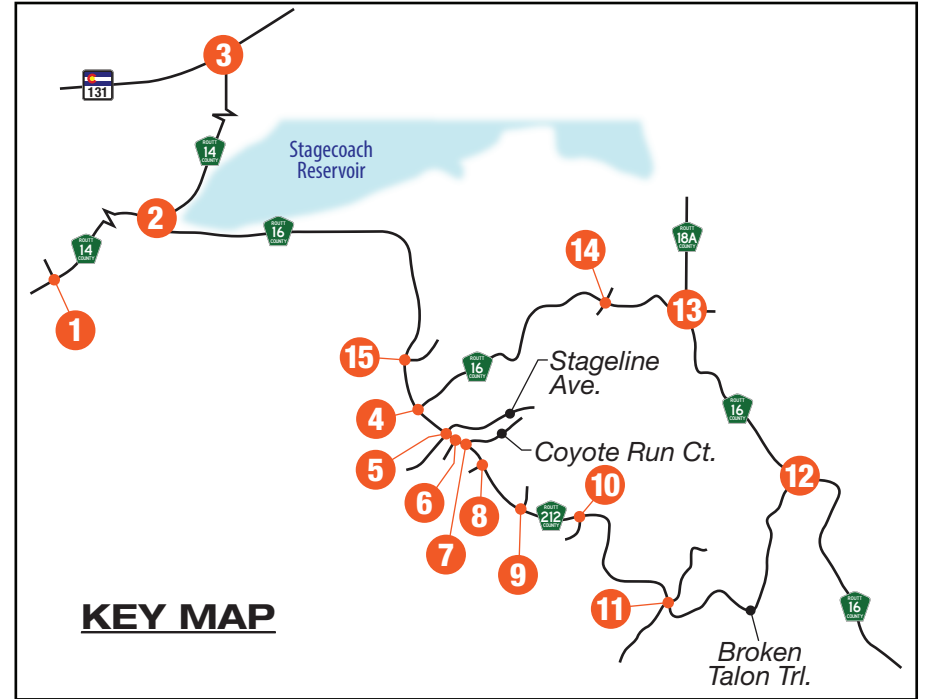 3
131
ROUTT
14
COUNTY
Stagecoach
Reservoir
2
ROUTT
16
COUNTY
ROUTT
14
COUNTY
1
14
ROUTT
18A
COUNTY
13
15
ROUTT
16
COUNTY
Stageline
Ave.
4
ROUTT
16
COUNTY
5
Coyote Run Ct.
6
7
8
10
12
ROUTT
212
COUNTY
9
11
ROUTT
16
COUNTY
KEY MAP
Broken
Talon Trl.